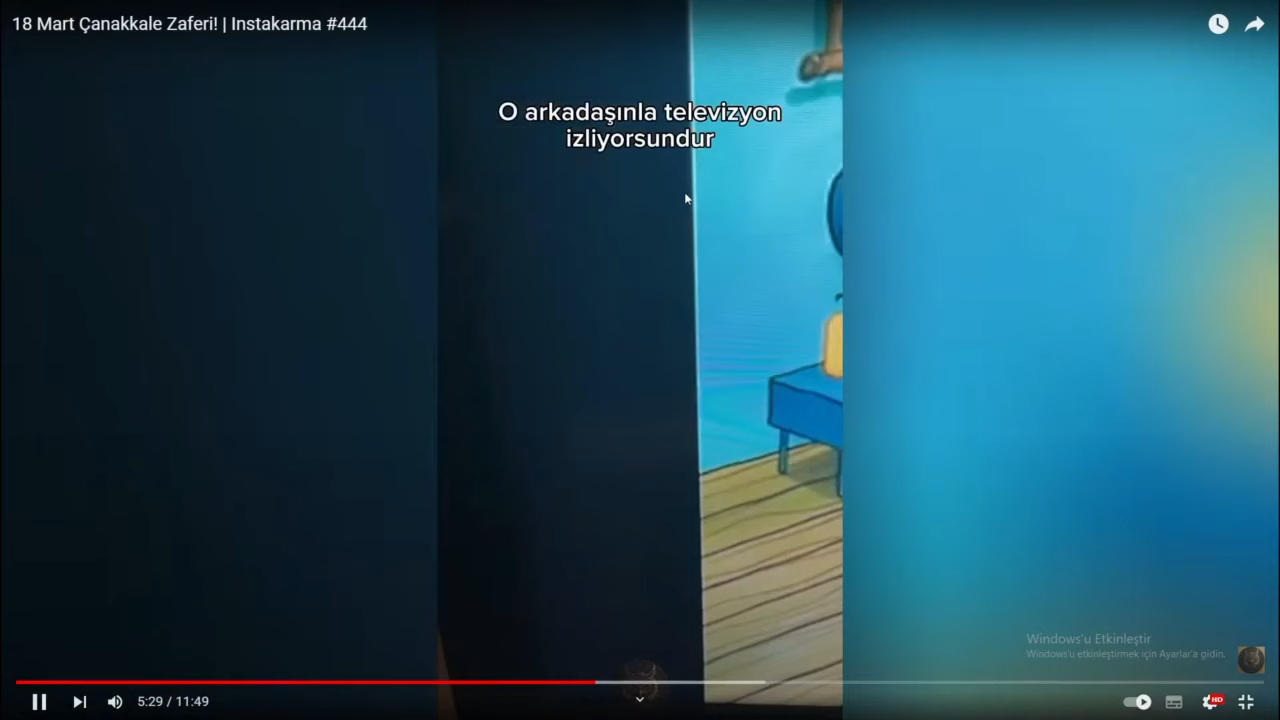 18 Mart Çanakkale Zaferi! | Instakarma #444
O arkadaşınla televizyon
izliyorsundur
Windows'u Etkinleştir
Windows'u etkinleştirmek için Ayarlar'a gidin.
5:29 / 11:49
HD